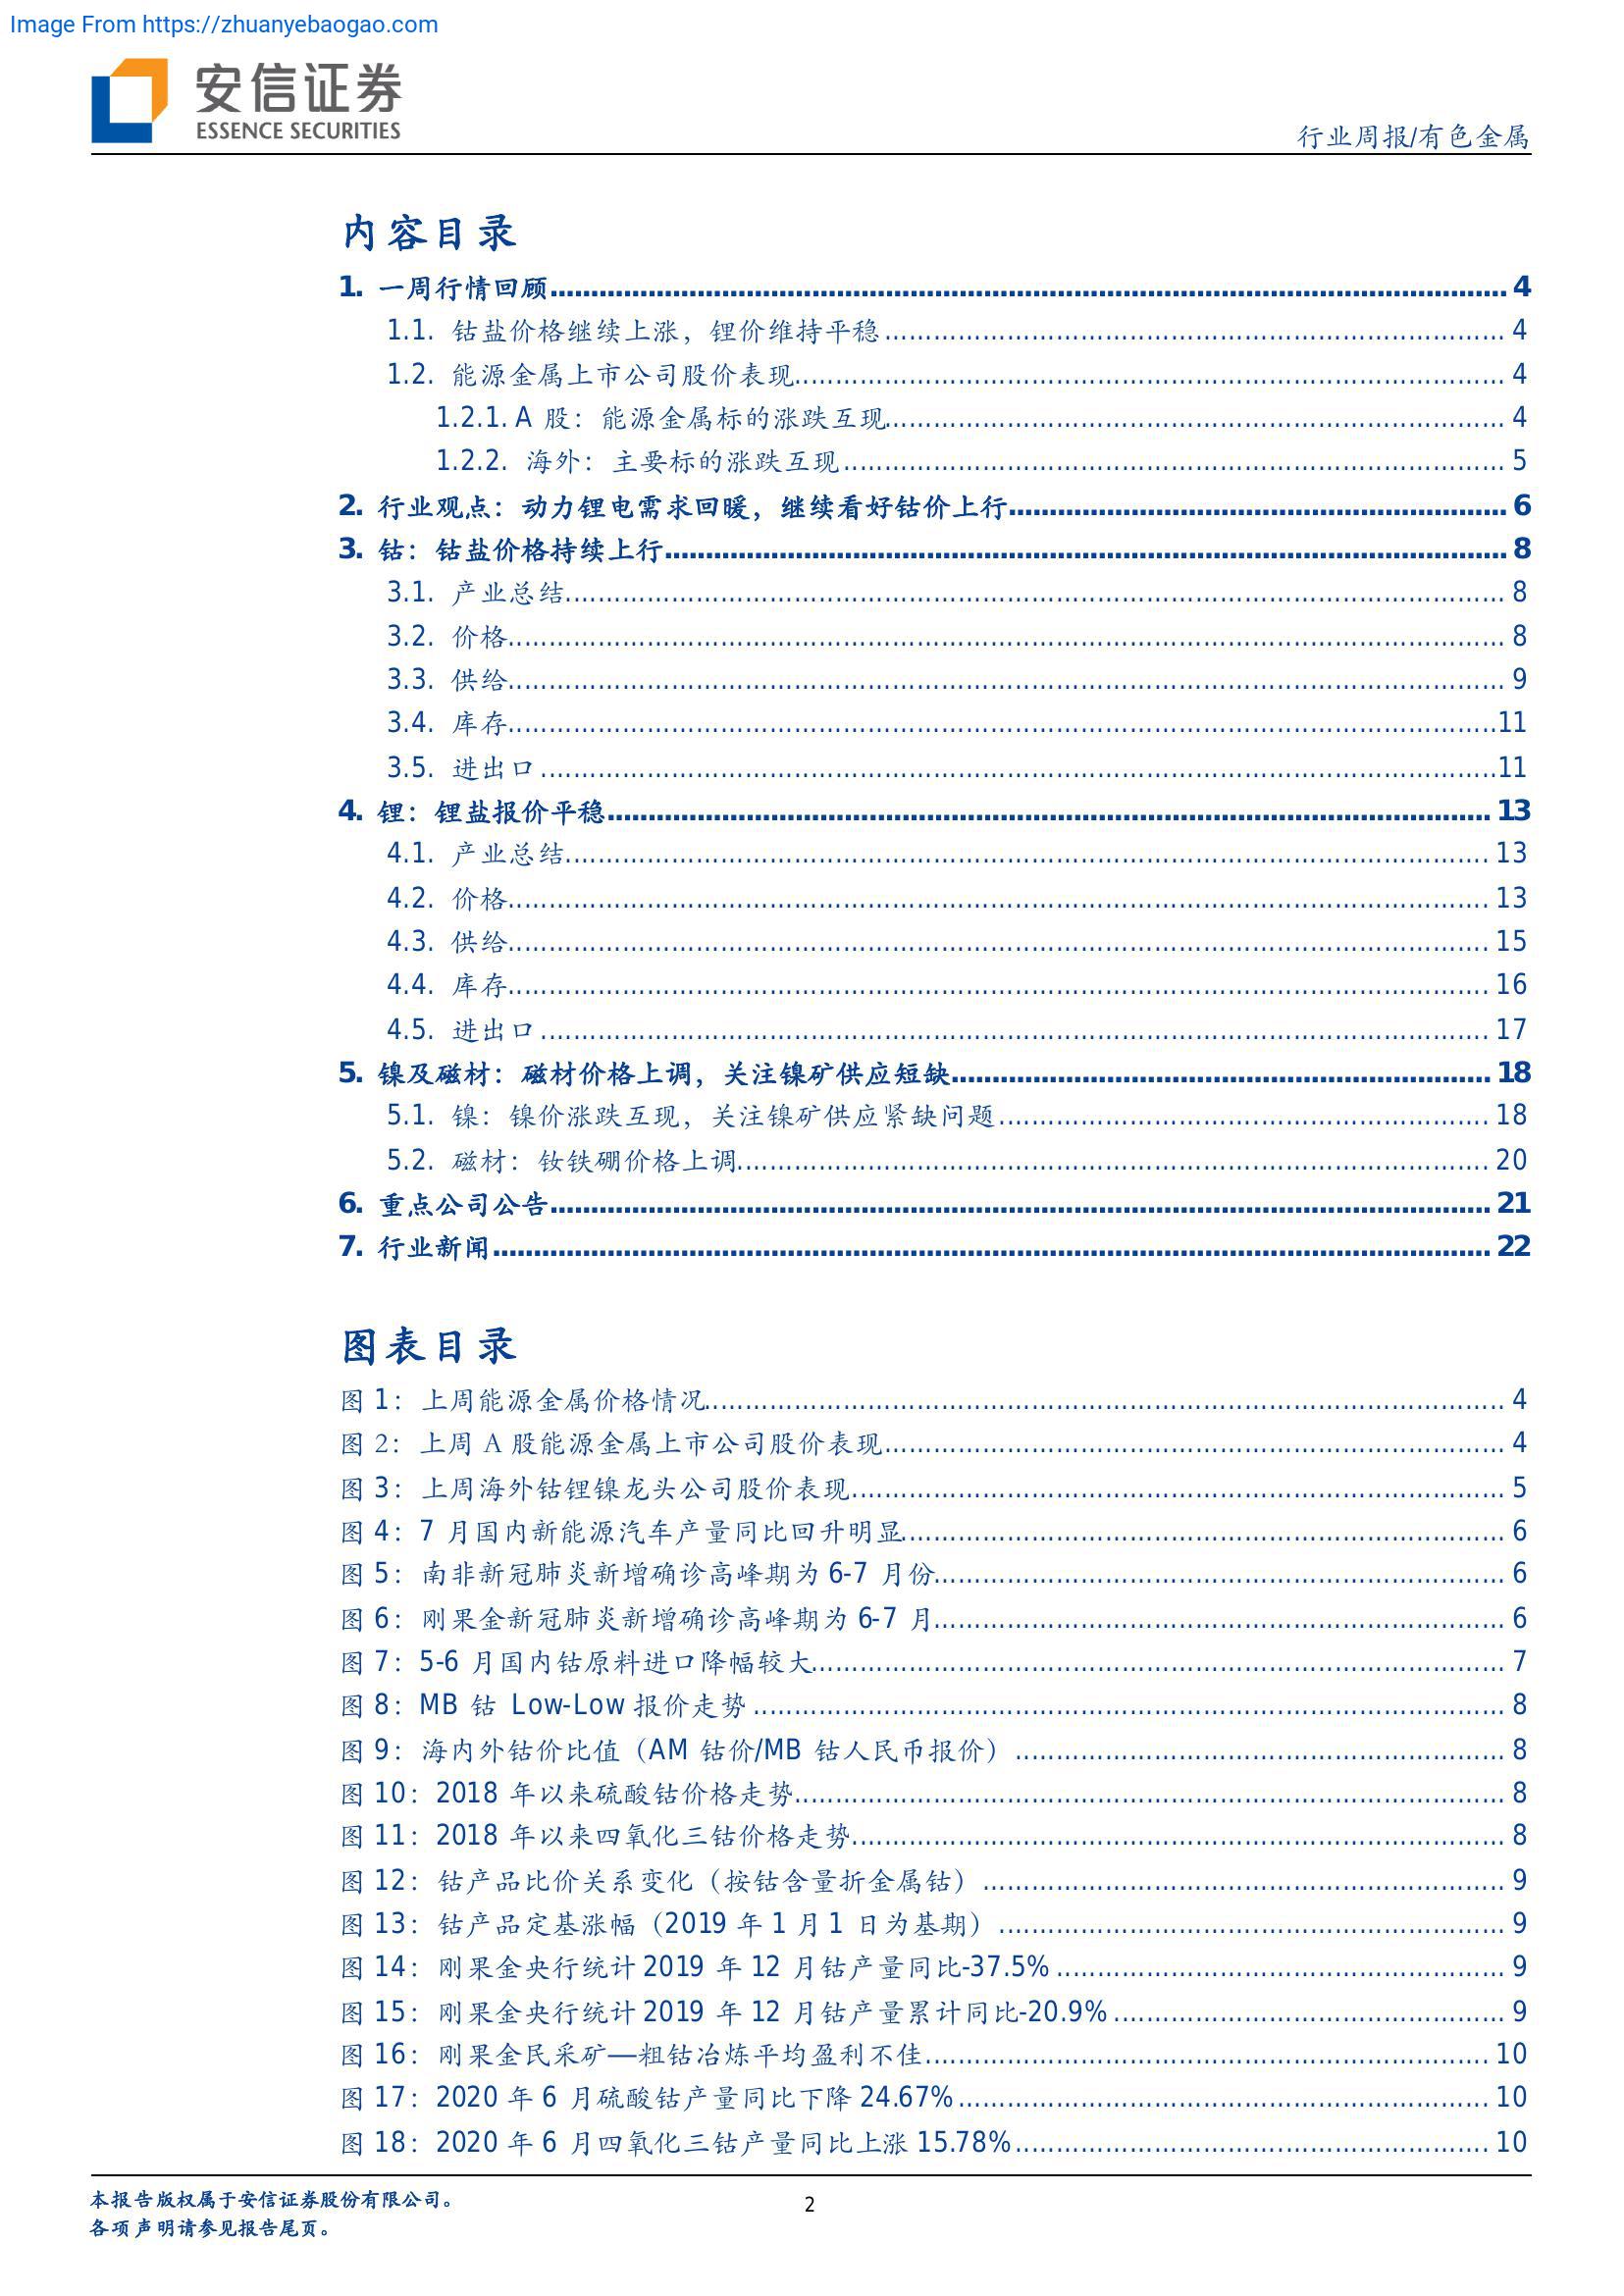 Image From https://zhuanyebaogao.com
安信证券
ESSENCE SECURITIES
行业周报/有色金属
内容目录
1. 一周行情回顾 4
1.1. 钴盐价格继续上涨，锂价维持平稳 4
1.2. 能源金属上市公司股价表现 4
1.2.1. A 股：能源金属标的涨跌互现 4
1.2.2. 海外：主要标的涨跌互现 5
2. 行业观点：动力锂电需求回暖，继续看好钴价上行 6
3. 钴：钴盐价格持续上行 8
3.1. 产业总结 8
3.2. 价格 8
3.3. 供给 9
3.4. 库存 11
3.5. 进出口 11
4. 锂：锂盐报价平稳 13
4.1. 产业总结 13
4.2. 价格 13
4.3. 供给 15
4.4. 库存 16
4.5. 进出口 17
5. 镍及磁材：磁材价格上调，关注镍矿供应短缺 18
5.1. 镍：镍价涨跌互现，关注镍矿供应紧缺问题 18
5.2. 磁材：钕铁硼价格上调 20
6. 重点公司公告 21
7. 行业新闻 22
图表目录
图 1：上周能源金属价格情况 4
图 2：上周 A 股能源金属上市公司股价表现 4
图 3：上周海外钴锂镍龙头公司股价表现 5
图 4：7 月国内新能源汽车产量同比回升明显 6
图 5：南非新冠肺炎新增确诊高峰期为 6-7 月份 6
图 6：刚果金新冠肺炎新增确诊高峰期为 6-7 月 6
图 7：5-6 月国内钴原料进口降幅较大 7
图 8：MB 钴 Low-Low 报价走势 8
图 9：海内外钴价比值（AM 钴价/MB 钴人民币报价） 8
图 10：2018 年以来硫酸钴价格走势 8
图 11：2018 年以来四氧化三钴价格走势 8
图 12：钴产品比价关系变化（按钴含量折金属钴） 9
图 13：钴产品定基涨幅（2019 年 1 月 1 日为基期） 9
图 14：刚果金央行统计 2019 年 12 月钴产量同比-37.5% 9
图 15：刚果金央行统计 2019 年 12 月钴产量累计同比-20.9% 9
图 16：刚果金民采矿—粗钴冶炼平均盈利不佳 10
图 17：2020 年 6 月硫酸钴产量同比下降 24.67% 10
图 18：2020 年 6 月四氧化三钴产量同比上涨 15.78% 10
本报告版权属于安信证券股份有限公司。
2
各项声明请参见报告尾页。